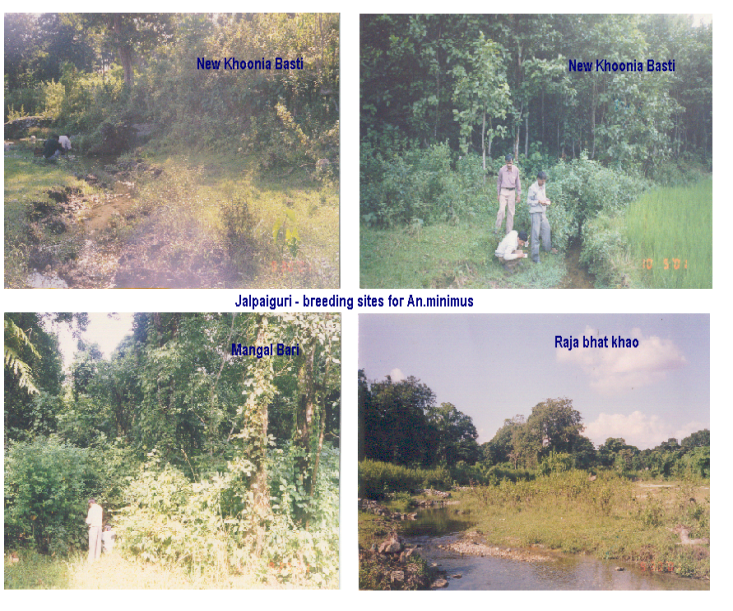 New Khoonia Basti
New Khoonia Basti
Jalpaiguri - breeding sites for An.minimus
Mangal Bari
Raja bhat khao